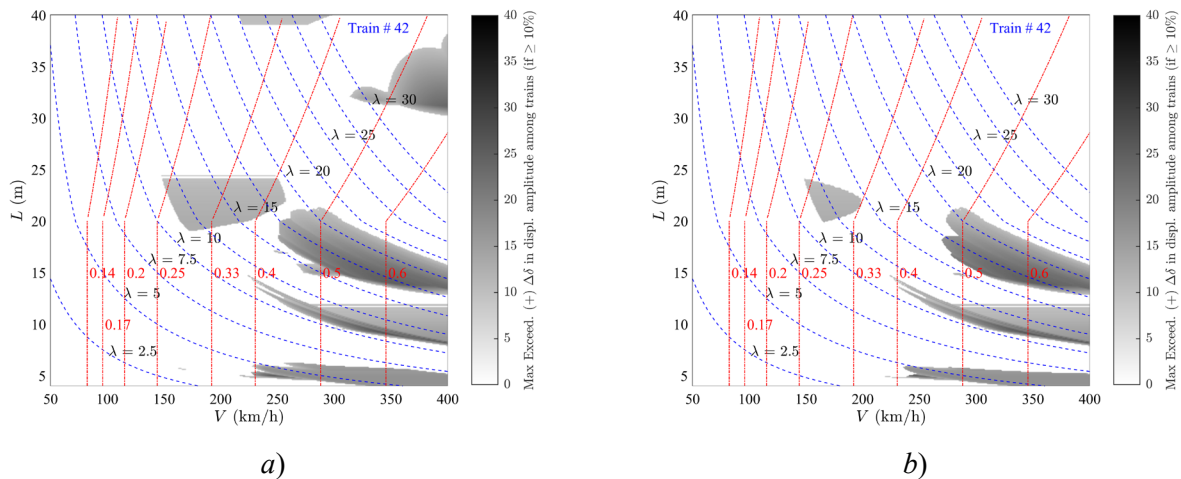 40
35
30
25
20
15
10
5
L (m)
50 100 150 200 250 300 350 400
V (km/h)
Train # 42
λ = 30
λ = 25
λ = 20
λ = 15
λ = 10
λ = 7.5
λ = 5
λ = 2.5
0.14 0.2 0.25 0.33 0.4 0.5 0.6
0.17
40
35
30
25
20
15
10
5
0
Max Exceed. (+) Δδ in displ. amplitude among trains (if ≥ 10%)
a)
40
35
30
25
20
15
10
5
L (m)
50 100 150 200 250 300 350 400
V (km/h)
Train # 42
λ = 30
λ = 25
λ = 20
λ = 15
λ = 10
λ = 7.5
λ = 5
λ = 2.5
0.14 0.2 0.25 0.33 0.4 0.5 0.6
0.17
40
35
30
25
20
15
10
5
0
Max Exceed. (+) Δδ in displ. amplitude among trains (if ≥ 10%)
b)